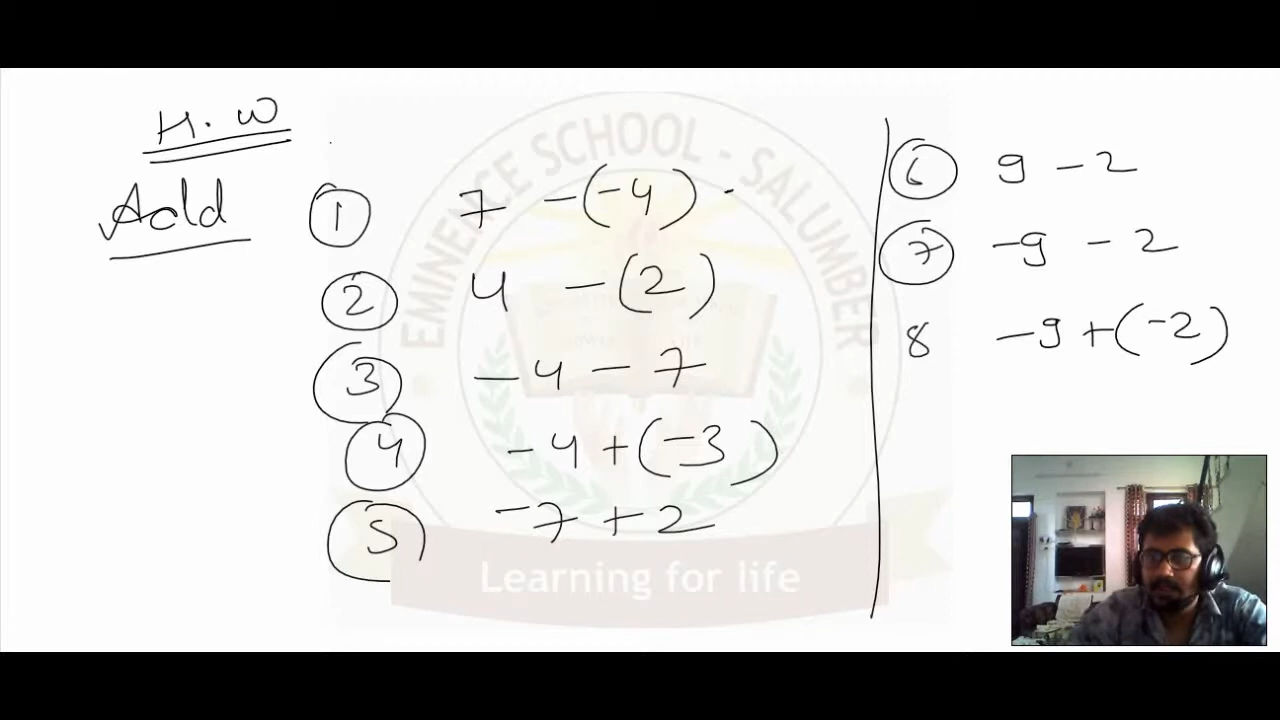 H.W
Add
① 7 -(-4)
② 4 -(2)
③ -4 - 7
④ -4 +(-3)
⑤ -7 + 2
⑥ 9 - 2
⑦ -9 - 2
8 -9 +(-2)
EMINENCE SCHOOL - SALUMBER
Learning for life